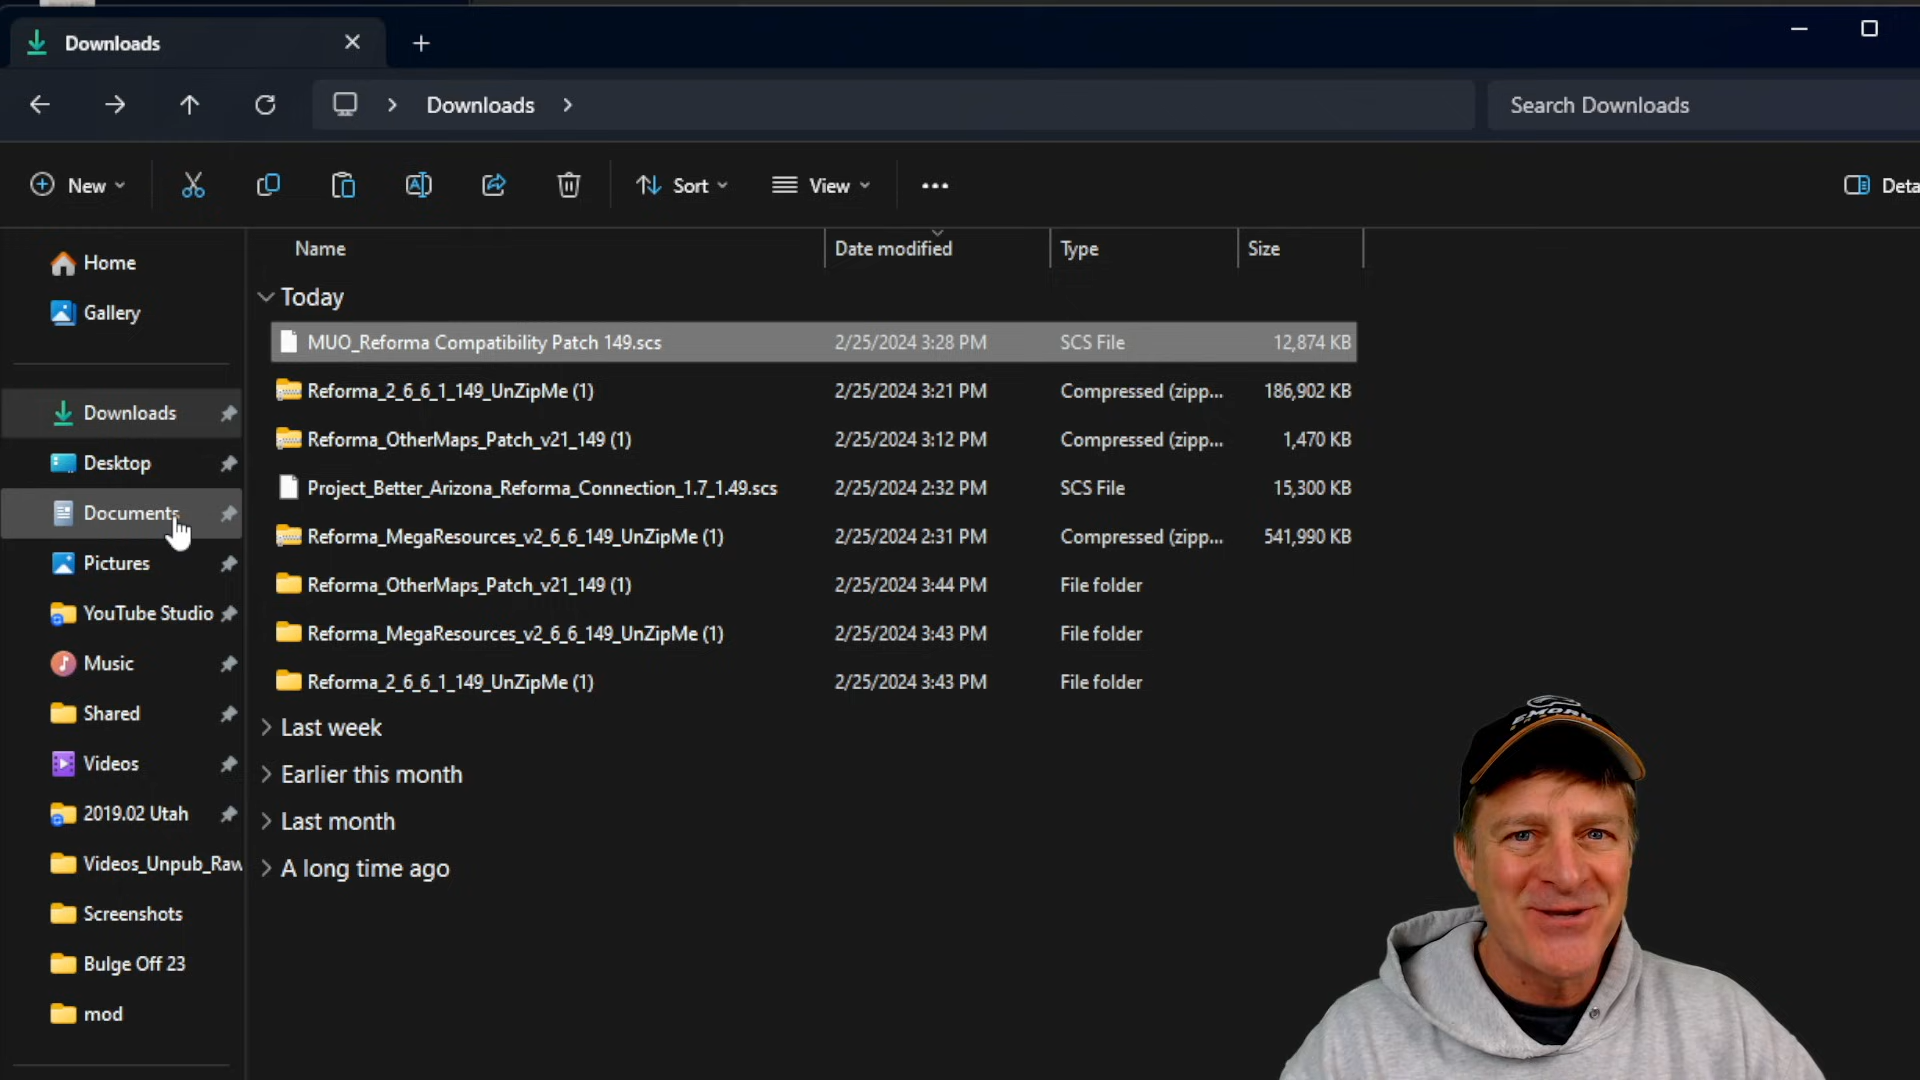 Downloads
Downloads
Search Downloads
New
Sort
View
Deta
Name
Date modified
Type
Size
Home
Gallery
Downloads
Desktop
Documents
Pictures
YouTube Studio
Music
Shared
Videos
2019.02 Utah
Videos_Unpub_Raw
Screenshots
Bulge Off 23
mod
Today
MUO_Reforma Compatibility Patch 149.scs 2/25/2024 3:28 PM SCS File 12,874 KB
Reforma_2_6_6_1_149_UnZipMe (1) 2/25/2024 3:21 PM Compressed (zipp... 186,902 KB
Reforma_OtherMaps_Patch_v21_149 (1) 2/25/2024 3:12 PM Compressed (zipp... 1,470 KB
Project_Better_Arizona_Reforma_Connection_1.7_1.49.scs 2/25/2024 2:32 PM SCS File 15,300 KB
Reforma_MegaResources_v2_6_6_149_UnZipMe (1) 2/25/2024 2:31 PM Compressed (zipp... 541,990 KB
Reforma_OtherMaps_Patch_v21_149 (1) 2/25/2024 3:44 PM File folder
Reforma_MegaResources_v2_6_6_149_UnZipMe (1) 2/25/2024 3:43 PM File folder
Reforma_2_6_6_1_149_UnZipMe (1) 2/25/2024 3:43 PM File folder
Last week
Earlier this month
Last month
A long time ago
EMORY